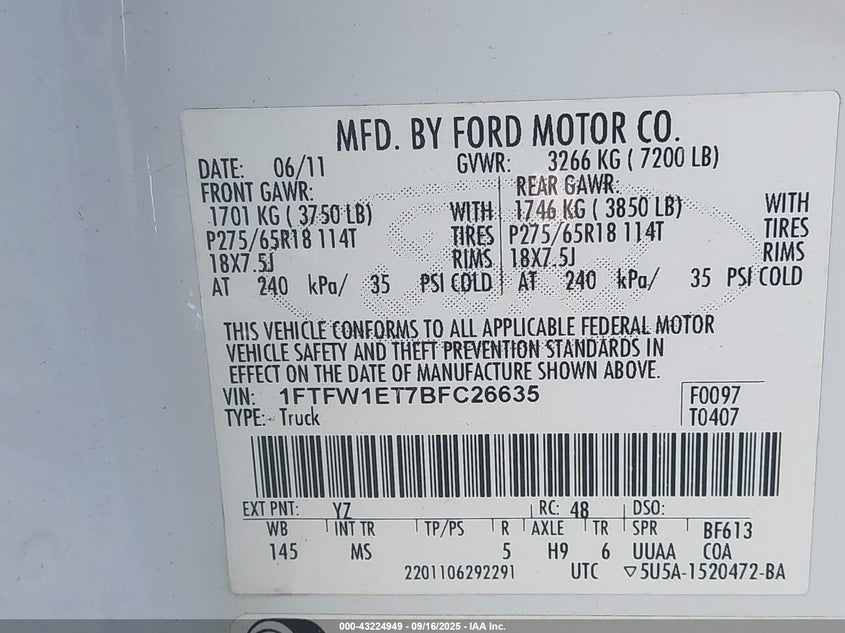 MFD. BY FORD MOTOR CO.
DATE: 06/11 GVWR: 3266 KG ( 7200 LB)
FRONT GAWR: REAR GAWR:
1701 KG ( 3750 LB) WITH 1746 KG ( 3850 LB) WITH
P275/65R18 114T TIRES P275/65R18 114T TIRES
18X7.5J RIMS 18X7.5J RIMS
AT 240 kPa/ 35 PSI COLD AT 240 kPa/ 35 PSI COLD
THIS VEHICLE CONFORMS TO ALL APPLICABLE FEDERAL MOTOR
VEHICLE SAFETY AND THEFT PREVENTION STANDARDS IN
EFFECT ON THE DATE OF MANUFACTURE SHOWN ABOVE.
VIN: 1FTFW1ET7BFC26635 F0097
TYPE: Truck T0407
EXT PNT: YZ RC: 48 DSO:
WB INT TR TP/PS R AXLE TR SPR BF613
145 MS 5 H9 6 UUAA COA
2201106292291 UTC ▽5U5A-1520472-BA
000-43224949 - 09/16/2025 - IAA Inc.